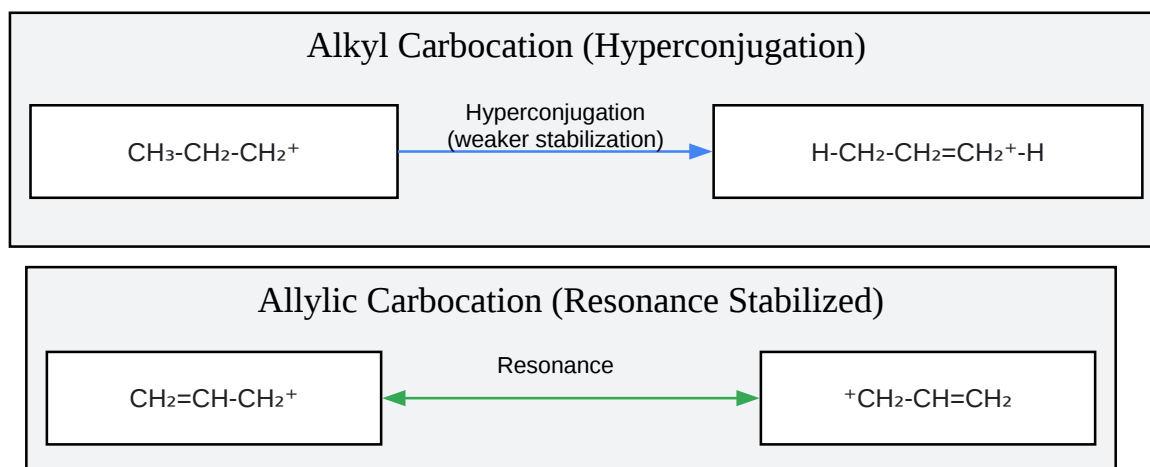 Alkyl Carbocation (Hyperconjugation)
CH₃-CH₂-CH₂⁺
Hyperconjugation
(weaker stabilization)
H-CH₂-CH₂=CH₂⁺-H
Allylic Carbocation (Resonance Stabilized)
CH₂=CH-CH₂⁺
Resonance
⁺CH₂-CH=CH₂